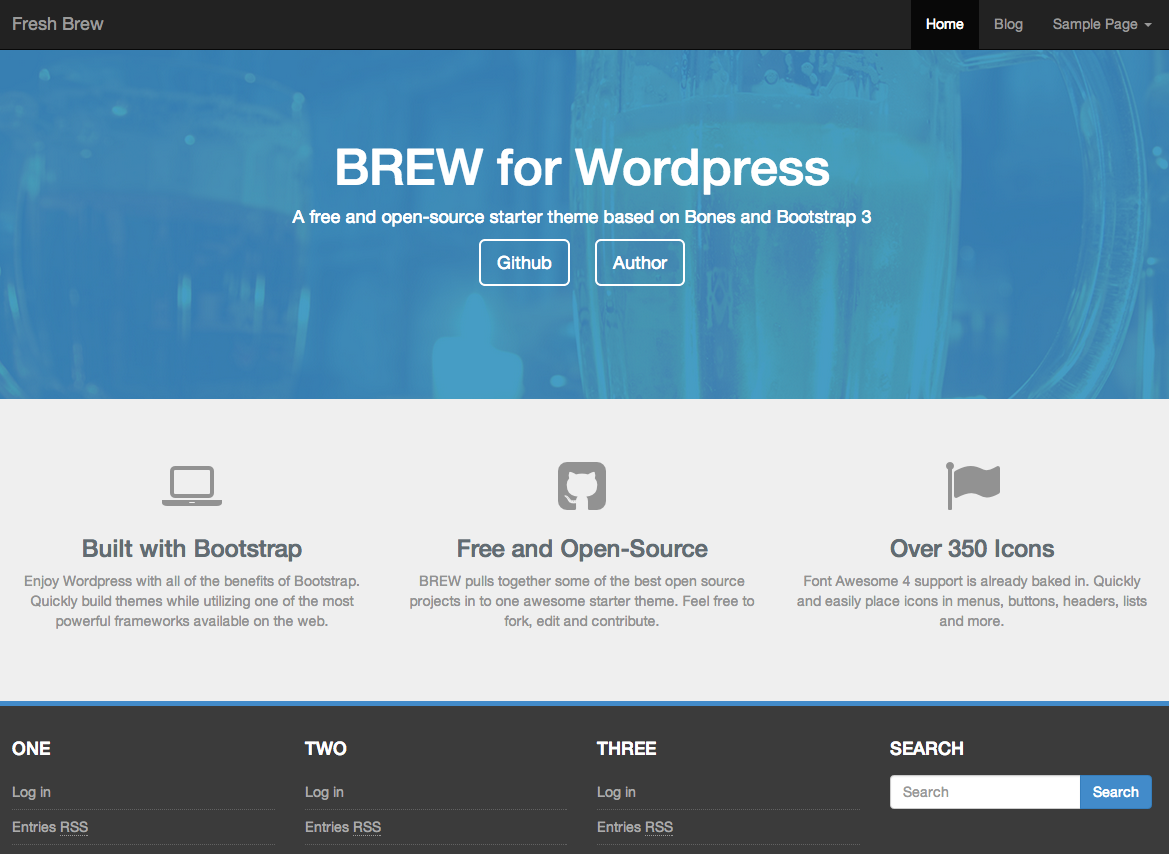 Fresh Brew
Home
Blog
Sample Page
BREW for Wordpress
A free and open-source starter theme based on Bones and Bootstrap 3
Github
Author
Built with Bootstrap
Enjoy Wordpress with all of the benefits of Bootstrap.
Quickly build themes while utilizing one of the most
powerful frameworks available on the web.
Free and Open-Source
BREW pulls together some of the best open source
projects in to one awesome starter theme. Feel free to
fork, edit and contribute.
Over 350 Icons
Font Awesome 4 support is already baked in. Quickly
and easily place icons in menus, buttons, headers, lists
and more.
ONE
Log in
Entries RSS
TWO
Log in
Entries RSS
THREE
Log in
Entries RSS
SEARCH
Search
Search